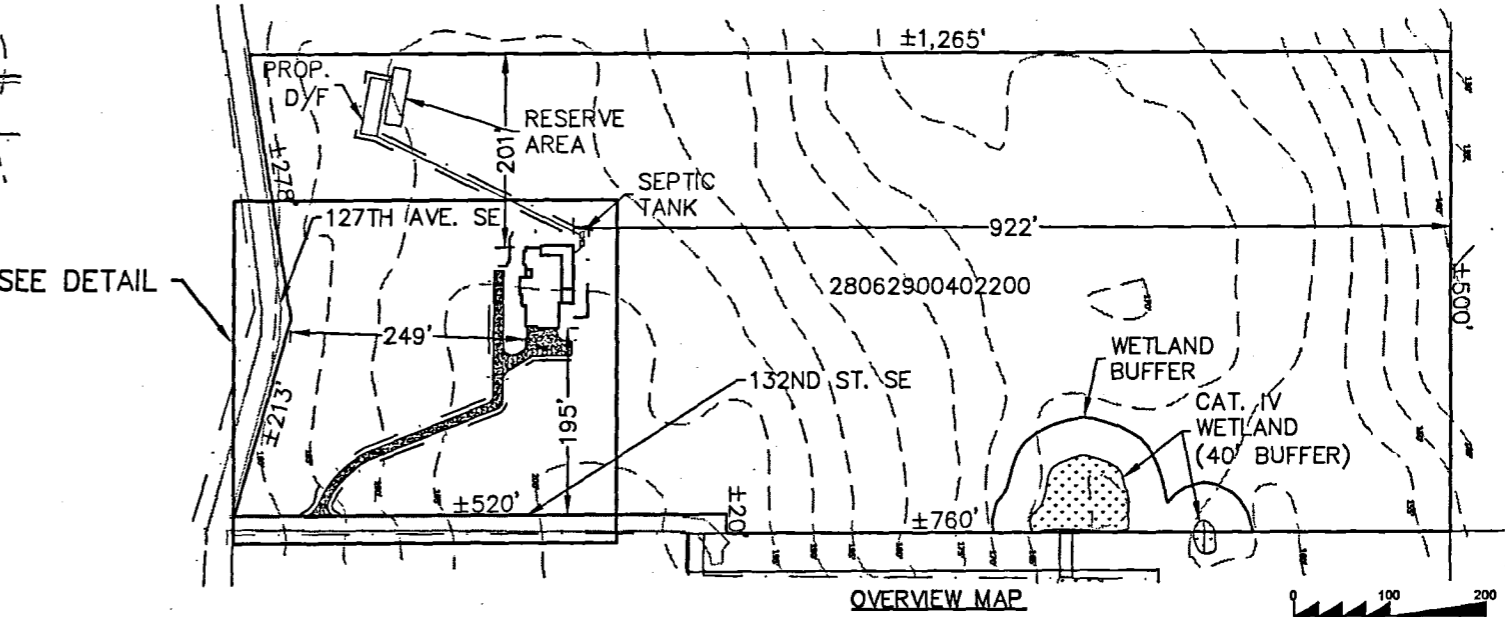 ±1,265'
PROP.
D/F
RESERVE
AREA
201'
±278'
SEPTIC
TANK
127TH AVE. SE
922'
SEE DETAIL
28062900402200
±500'
249'
WETLAND
BUFFER
132ND ST. SE
CAT. IV
WETLAND
(40' BUFFER)
±213'
195'
±520'
±20'
±760'
OVERVIEW MAP
0 100 200